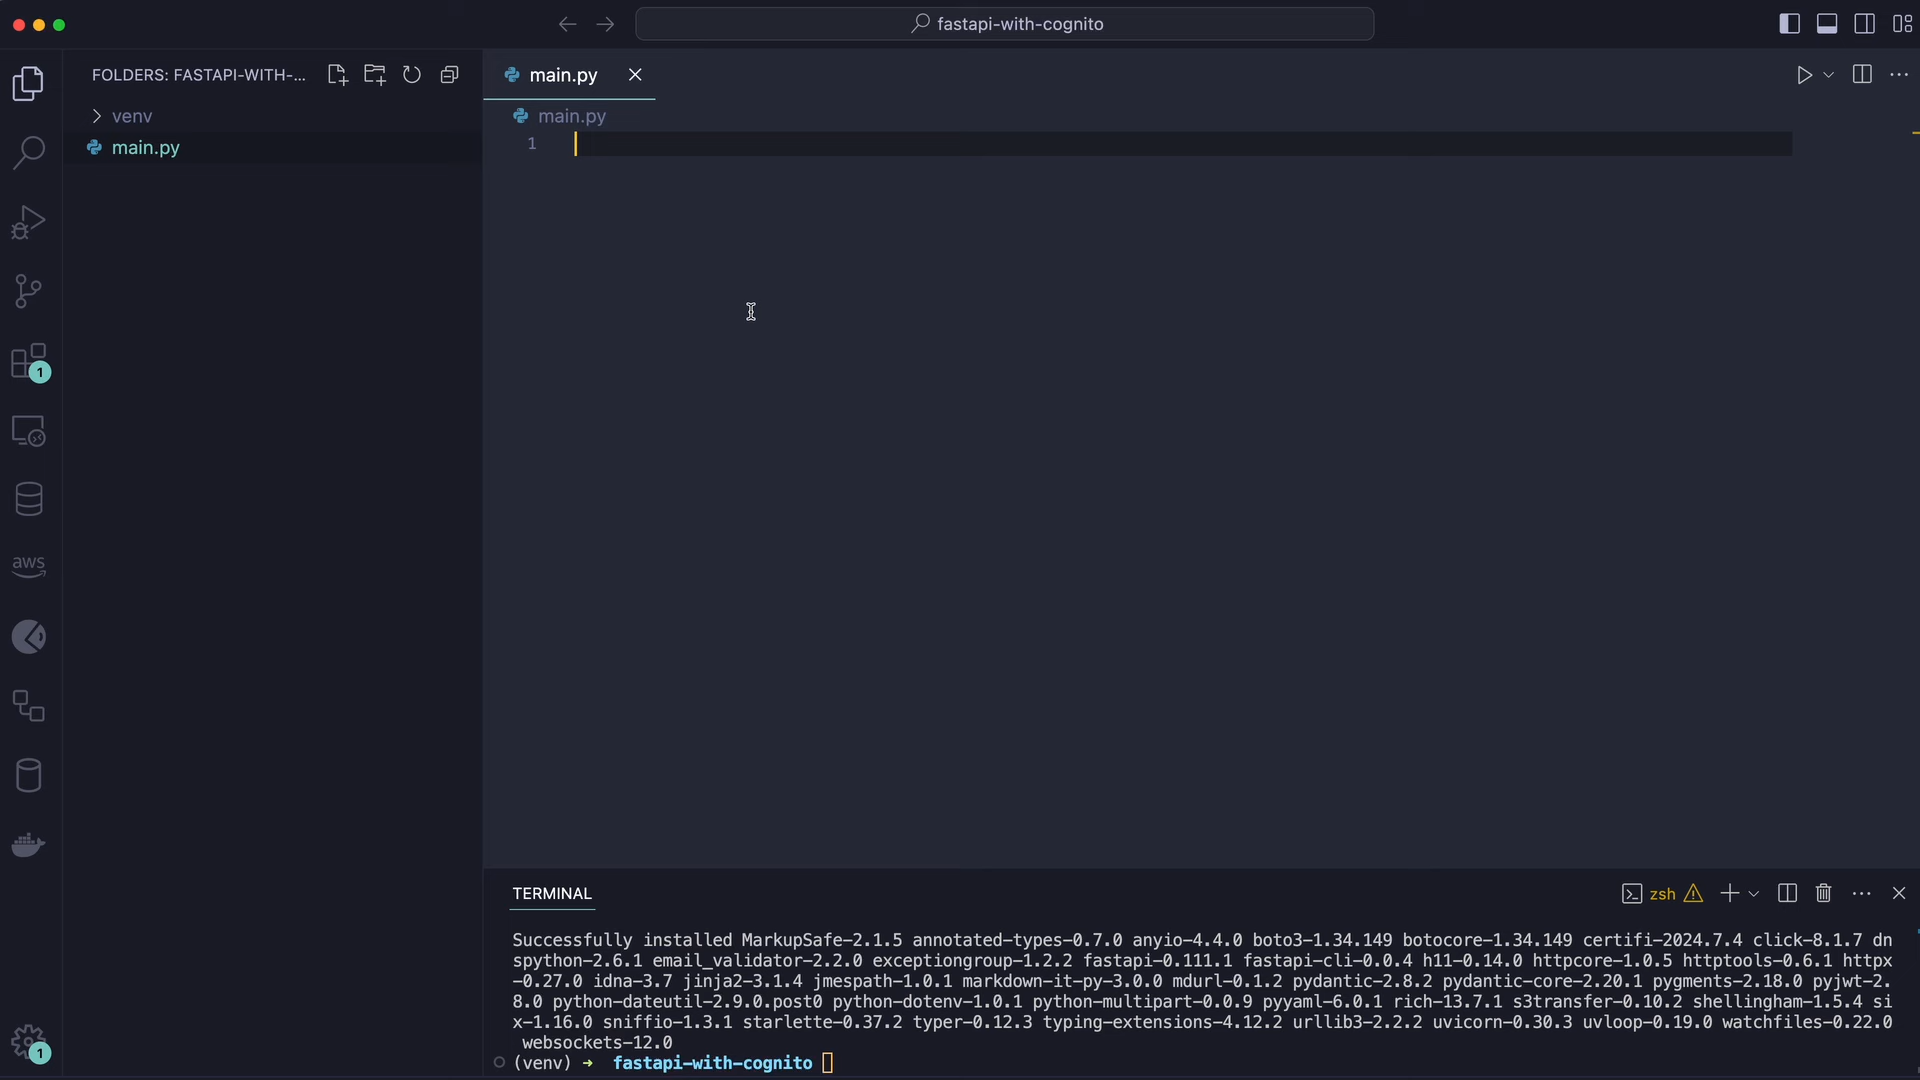 fastapi-with-cognito
FOLDERS: FASTAPI-WITH-...
venv
main.py
main.py
main.py
1
1
aws
1
TERMINAL
zsh
Successfully installed MarkupSafe-2.1.5 annotated-types-0.7.0 anyio-4.4.0 boto3-1.34.149 botocore-1.34.149 certifi-2024.7.4 click-8.1.7 dn
spython-2.6.1 email_validator-2.2.0 exceptiongroup-1.2.2 fastapi-0.111.1 fastapi-cli-0.0.4 h11-0.14.0 httpcore-1.0.5 httptools-0.6.1 httpx
-0.27.0 idna-3.7 jinja2-3.1.4 jmespath-1.0.1 markdown-it-py-3.0.0 mdurl-0.1.2 pydantic-2.8.2 pydantic-core-2.20.1 pygments-2.18.0 pyjwt-2.
8.0 python-dateutil-2.9.0.post0 python-dotenv-1.0.1 python-multipart-0.0.9 pyyaml-6.0.1 rich-13.7.1 s3transfer-0.10.2 shellingham-1.5.4 si
x-1.16.0 sniffio-1.3.1 starlette-0.37.2 typer-0.12.3 typing-extensions-4.12.2 urllib3-2.2.2 uvicorn-0.30.3 uvloop-0.19.0 watchfiles-0.22.0
websockets-12.0
(venv) → fastapi-with-cognito